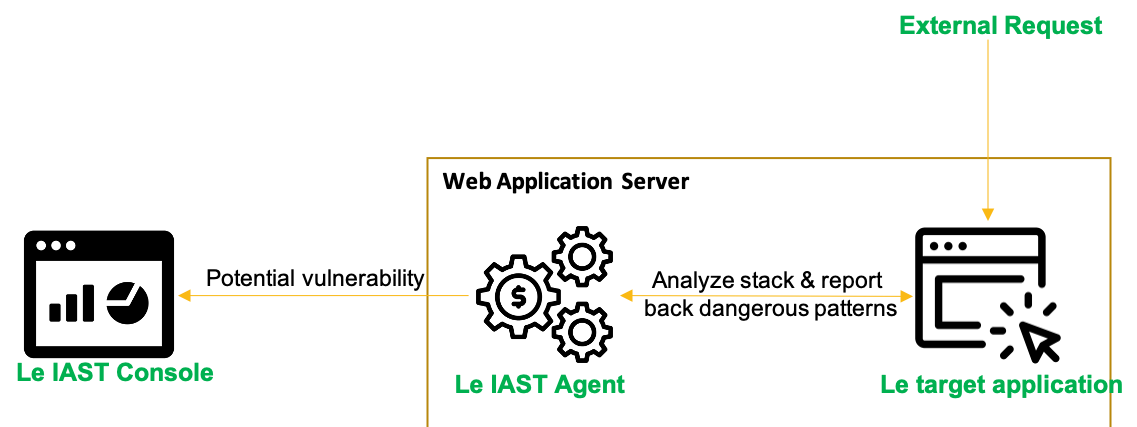 External Request
Web Application Server
Potential vulnerability
Analyze stack & report
back dangerous patterns
$
Le IAST Console
Le IAST Agent
Le target application